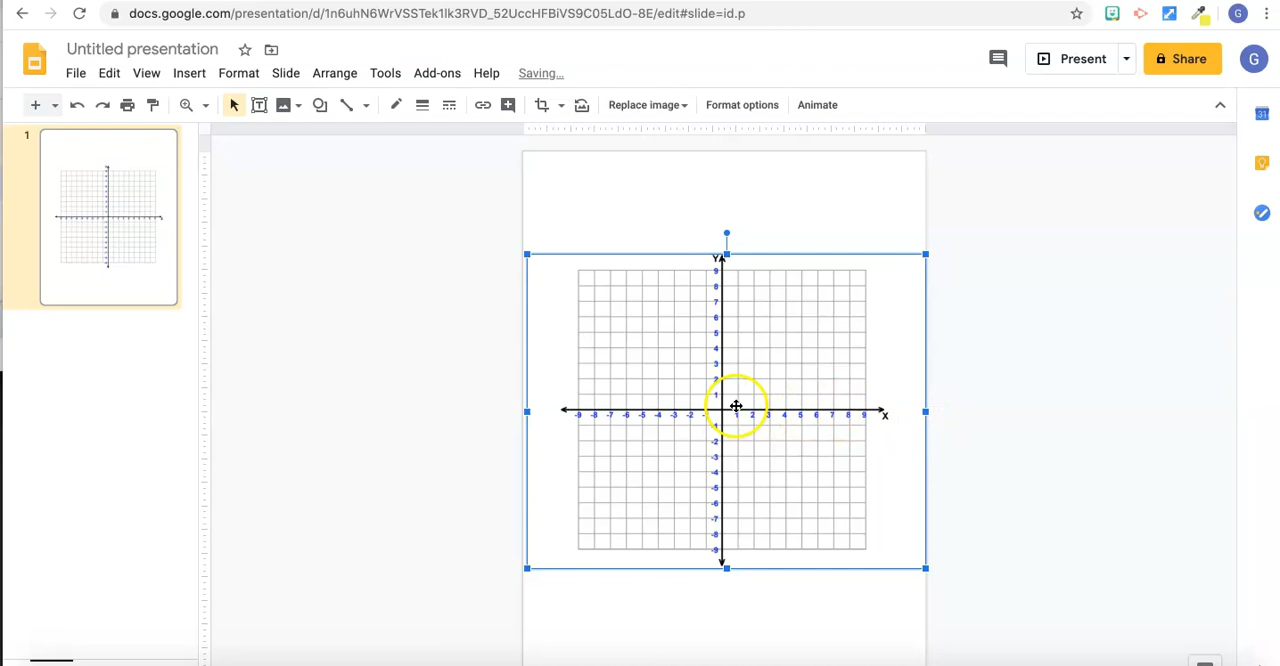 docs.google.com/presentation/d/1n6uhN6WrVSSTek1lk3RVD_52UccHFBiVS9C05LdO-8E/edit#slide=id.p
G
Untitled presentation
File Edit View Insert Format Slide Arrange Tools Add-ons Help Saving...
Present
Share
G
Replace image
Format options
Animate
31
1
Y
9
8
7
6
5
4
3
2
1
-9 -8 -7 -6 -5 -4 -3 -2 1 2 3 4 5 6 7 8 9 X
-1
-2
-3
-4
-5
-6
-7
-8
-9